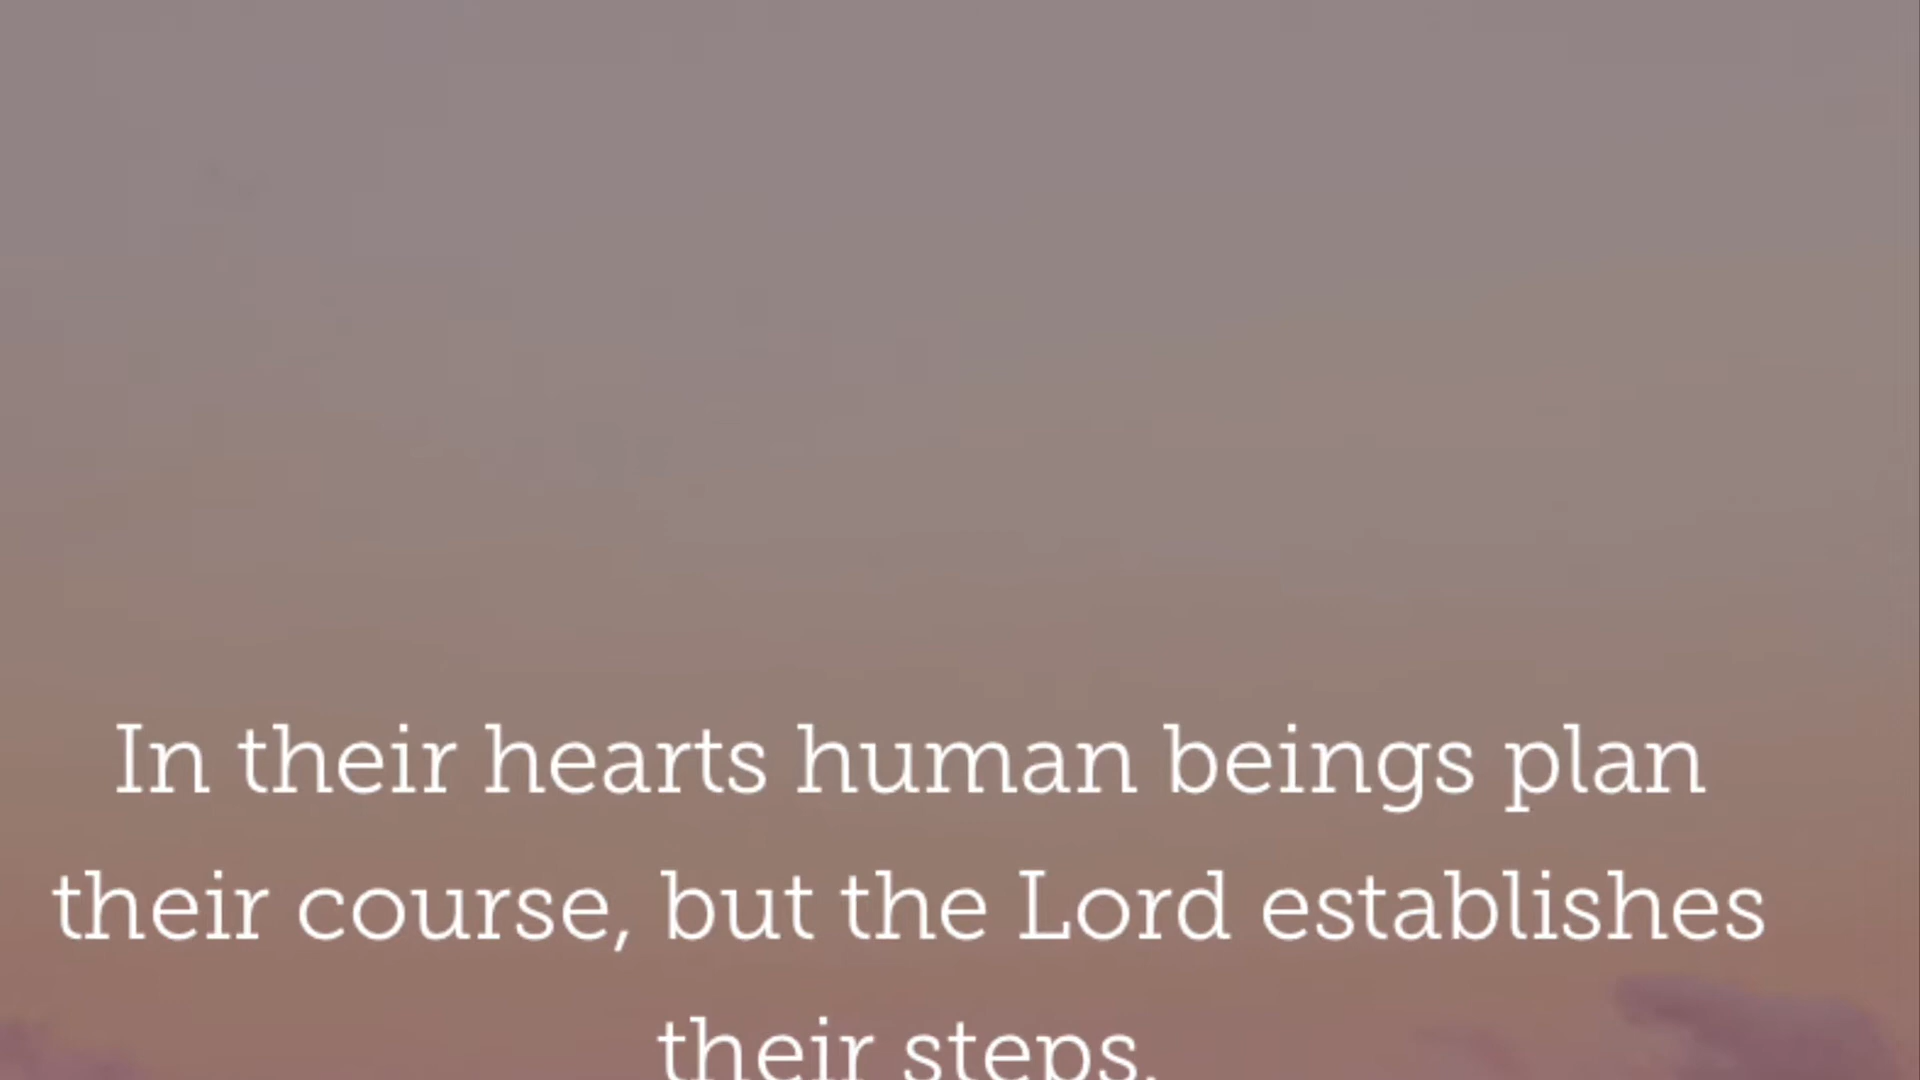 In their hearts human beings plan
their course, but the Lord establishes
their steps.